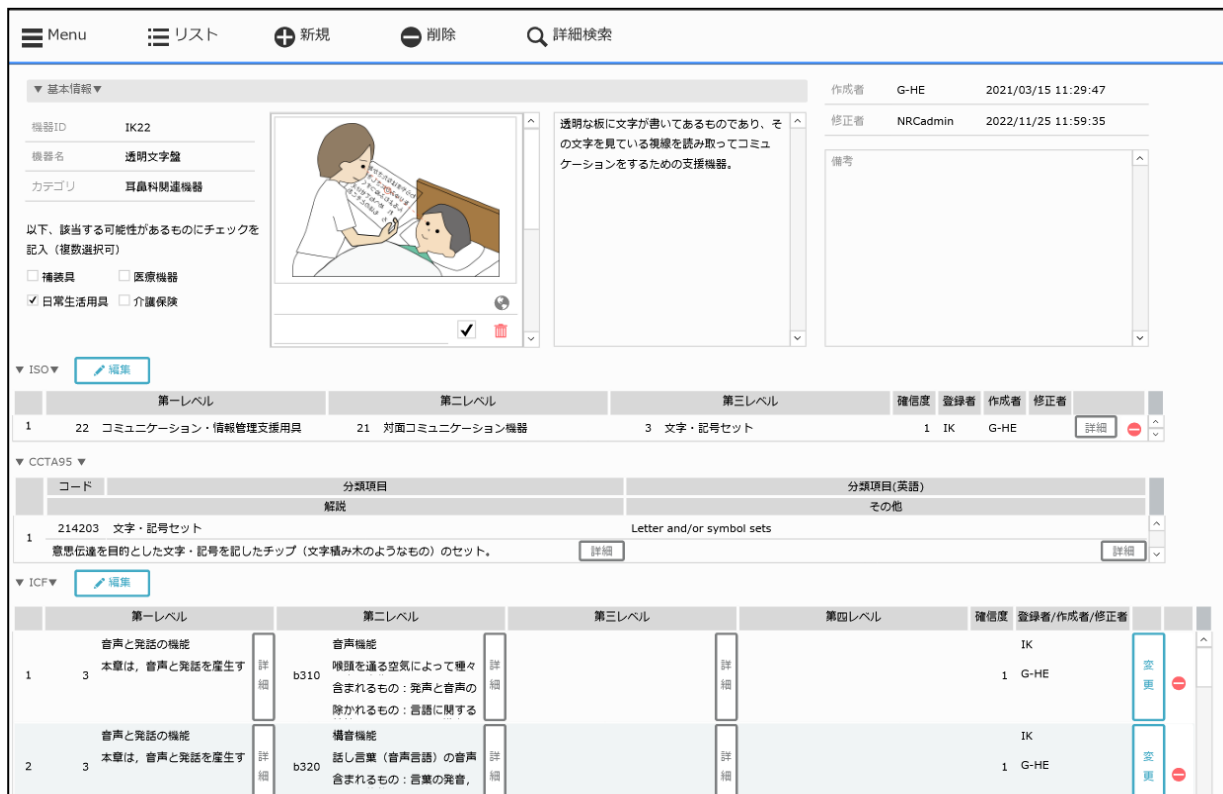 Menu リスト 新規 削除 詳細検索
▼ 基本情報▼
作成者 G-HE 2021/03/15 11:29:47
修正者 NRCadmin 2022/11/25 11:59:35
備考
機器ID IK22
機器名 透明文字盤
カテゴリ 耳鼻科関連機器
以下、該当する可能性があるものにチェックを
記入（複数選択可）
補装具 医療機器
日常生活用具 介護保険
透明な板に文字が書いてあるものであり、そ
の文字を見ている視線を読み取ってコミュ
ケーションをするための支援機器。
▼ ISO▼ 編集
第一レベル 第二レベル 第三レベル 確信度 登録者 作成者 修正者
1 22 コミュニケーション・情報管理支援用具 21 対面コミュニケーション機器 3 文字・記号セット 1 IK G-HE 詳細
▼ CCTA95 ▼
コード 分類項目 分類項目(英語)
解説 その他
1 214203 文字・記号セット Letter and/or symbol sets
意思伝達を目的とした文字・記号を記したチップ（文字積み木のようなもの）のセット。 詳細 詳細
▼ ICF▼ 編集
第一レベル 第二レベル 第三レベル 第四レベル 確信度 登録者/作成者/修正者
音声と発話の機能 音声機能 IK
1 3 本章は，音声と発話を産生す 詳細 b310 喉頭を通る空気によって種々 詳細 詳細 1 G-HE 変更
含まれるもの：発声と音声の
除かれるもの：言語に関する
音声と発話の機能 構音機能 IK
2 3 本章は，音声と発話を産生す 詳細 b320 話し言葉（音声言語）の音声 詳細 詳細 1 G-HE 変更
含まれるもの：言葉の発音，